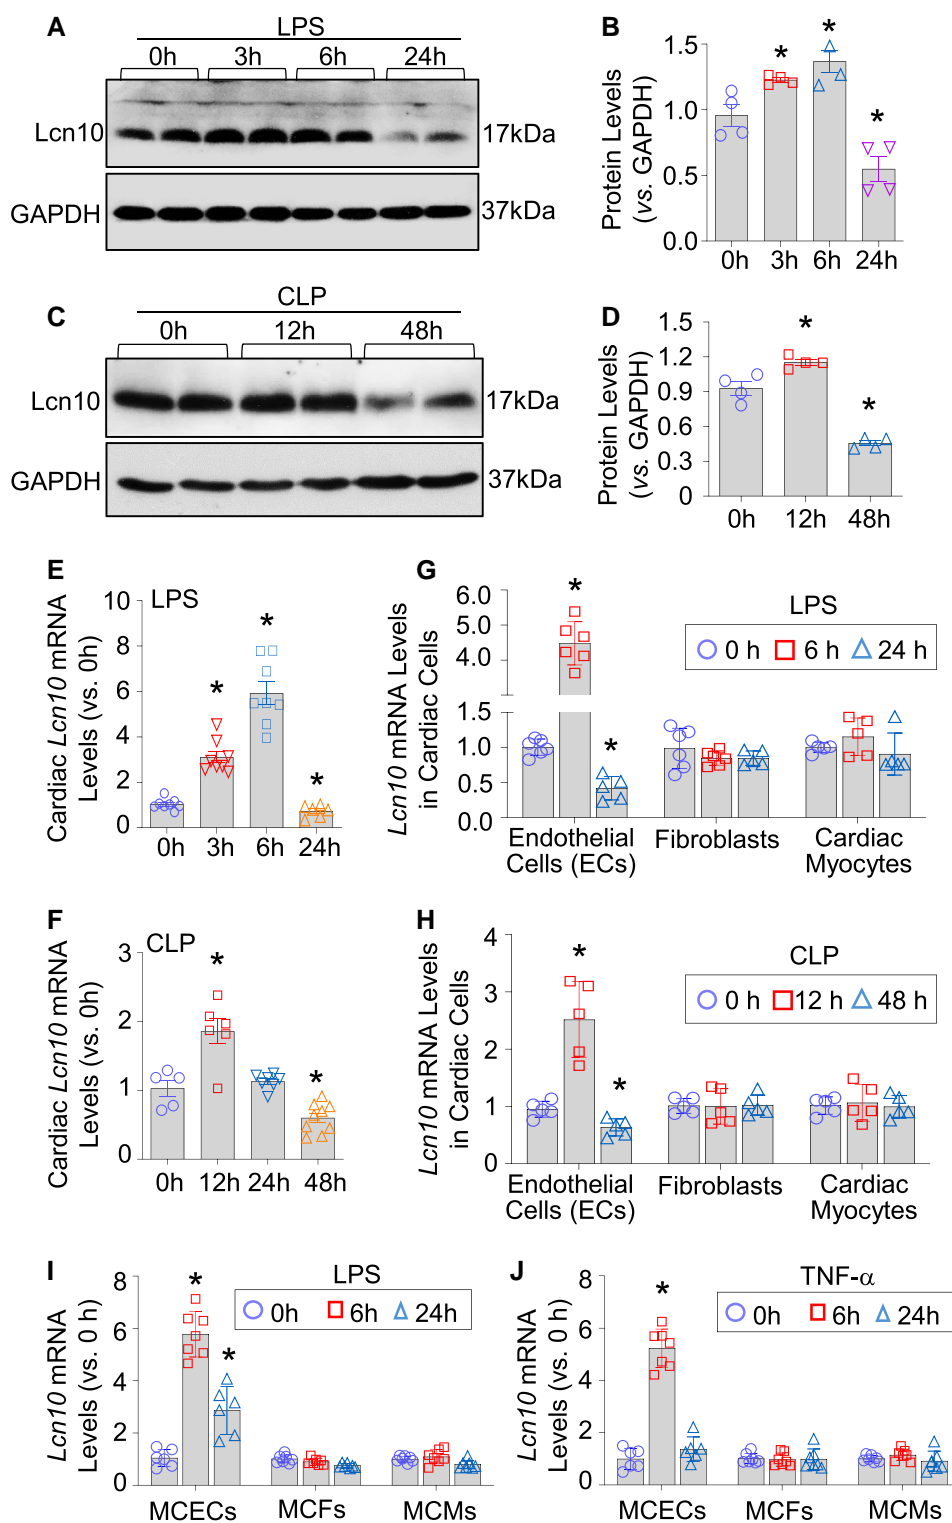 A
LPS
0h 3h 6h 24h
Lcn10
17kDa
GAPDH
37kDa
B
Protein Levels
(vs. GAPDH)
1.5
1.0
0.5
0.0
* * *
0h 3h 6h 24h
C
CLP
0h 12h 48h
Lcn10
17kDa
GAPDH
37kDa
D
Protein Levels
(vs. GAPDH)
1.5
1.2
0.9
0.6
0.3
0
* *
0h 12h 48h
E
Cardiac Lcn10 mRNA
Levels (vs. 0h)
LPS
10
8
6
4
2
0
* * *
0h 3h 6h 24h
G
Lcn10 mRNA Levels
in Cardiac Cells
LPS
0 h 6 h 24 h
6.0
4.0
1.5
1.0
0.5
0.0
* *
Endothelial
Cells (ECs)
Fibroblasts
Cardiac
Myocytes
F
Cardiac Lcn10 mRNA
Levels (vs. 0h)
CLP
3
2
1
0
* *
0h 12h 24h 48h
H
Lcn10 mRNA Levels
in Cardiac Cells
CLP
0 h 12 h 48 h
4
3
2
1
0
* *
Endothelial
Cells (ECs)
Fibroblasts
Cardiac
Myocytes
I
Lcn10 mRNA
Levels (vs. 0 h)
LPS
0h 6h 24h
8
6
4
2
0
* *
MCECs MCFs MCMs
J
Lcn10 mRNA
Levels (vs. 0 h)
TNF-α
0h 6h 24h
8
6
4
2
0
*
MCECs MCFs MCMs